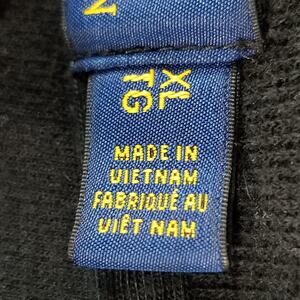 XL
TG
MADE IN
VIETNAM
FABRIQUÉ AU
VIÊT NAM